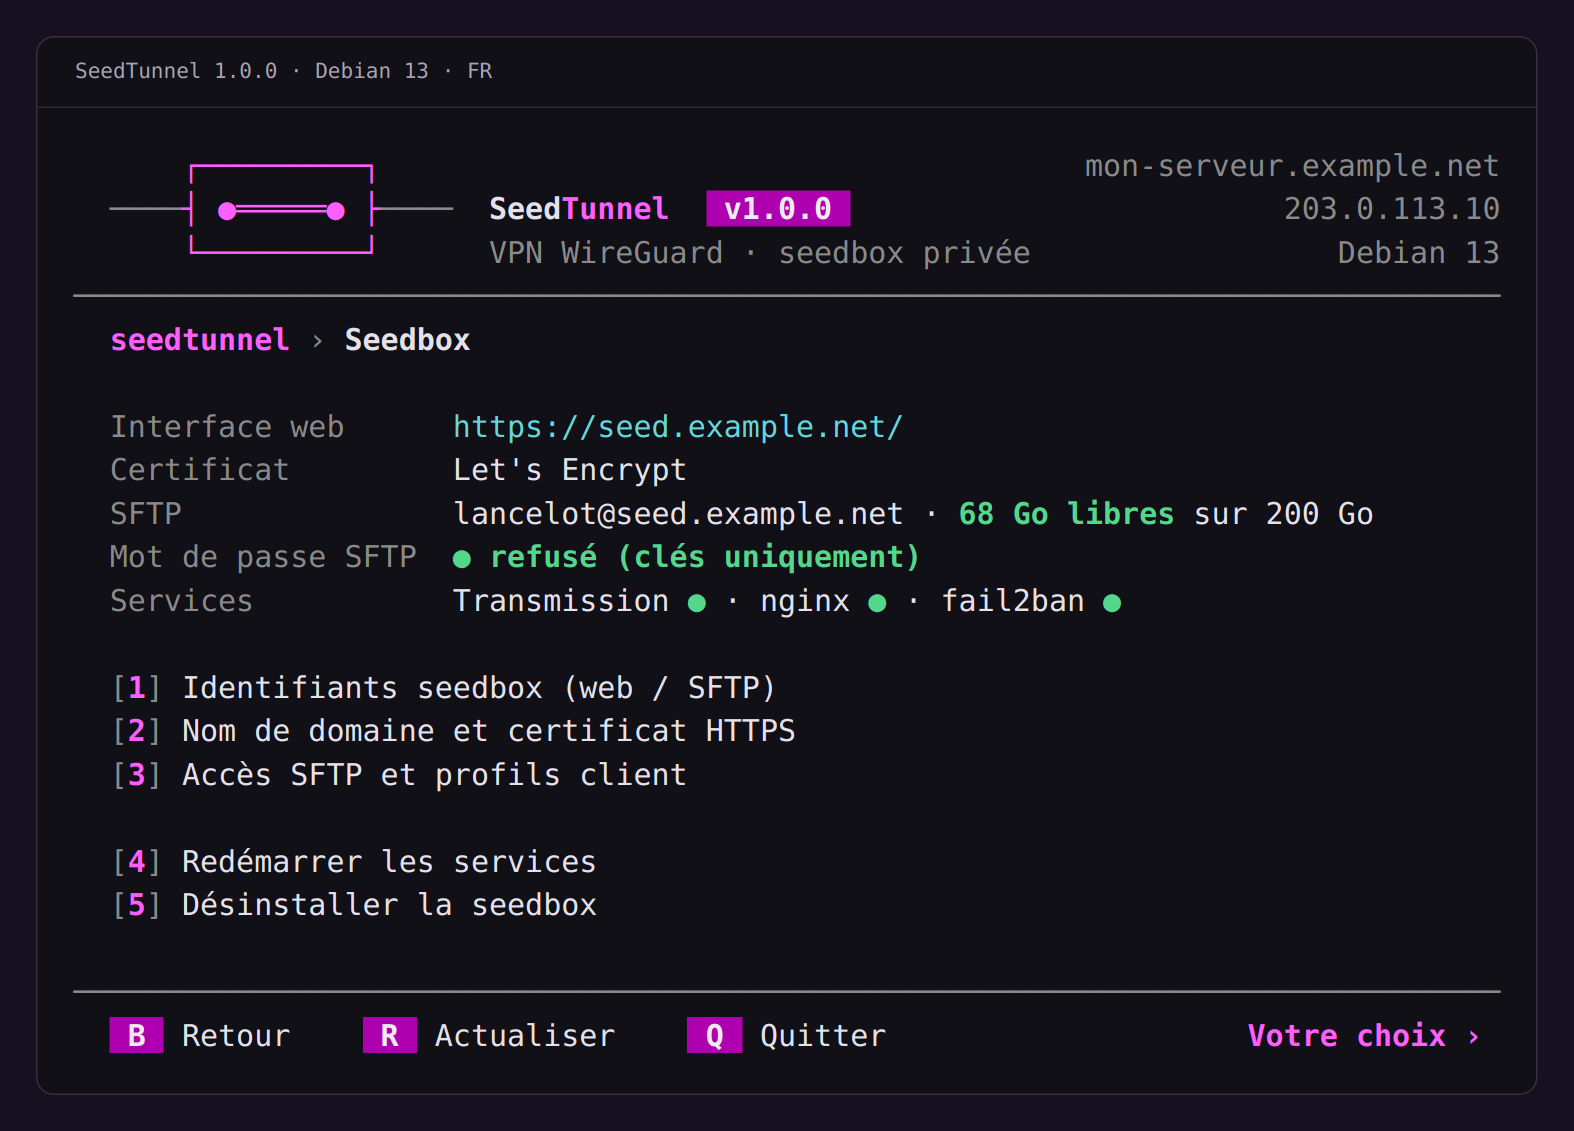 SeedTunnel 1.0.0 · Debian 13 · FR
mon-serveur.example.net
SeedTunnel v1.0.0 203.0.113.10
VPN WireGuard · seedbox privée Debian 13
seedtunnel › Seedbox
Interface web https://seed.example.net/
Certificat Let's Encrypt
SFTP lancelot@seed.example.net · 68 Go libres sur 200 Go
Mot de passe SFTP ● refusé (clés uniquement)
Services Transmission ● · nginx ● · fail2ban ●
[1] Identifiants seedbox (web / SFTP)
[2] Nom de domaine et certificat HTTPS
[3] Accès SFTP et profils client
[4] Redémarrer les services
[5] Désinstaller la seedbox
B Retour R Actualiser Q Quitter Votre choix ›